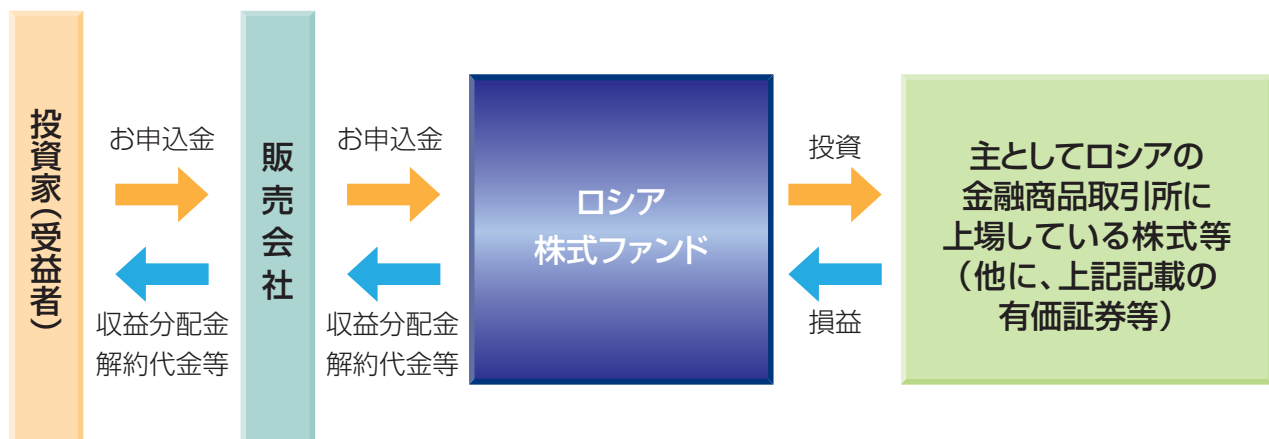 投資家（受益者）
お申込金
収益分配金
解約代金等
販売会社
お申込金
収益分配金
解約代金等
ロシア
株式ファンド
投資
損益
主としてロシアの
金融商品取引所に
上場している株式等
（他に、上記記載の
有価証券等）